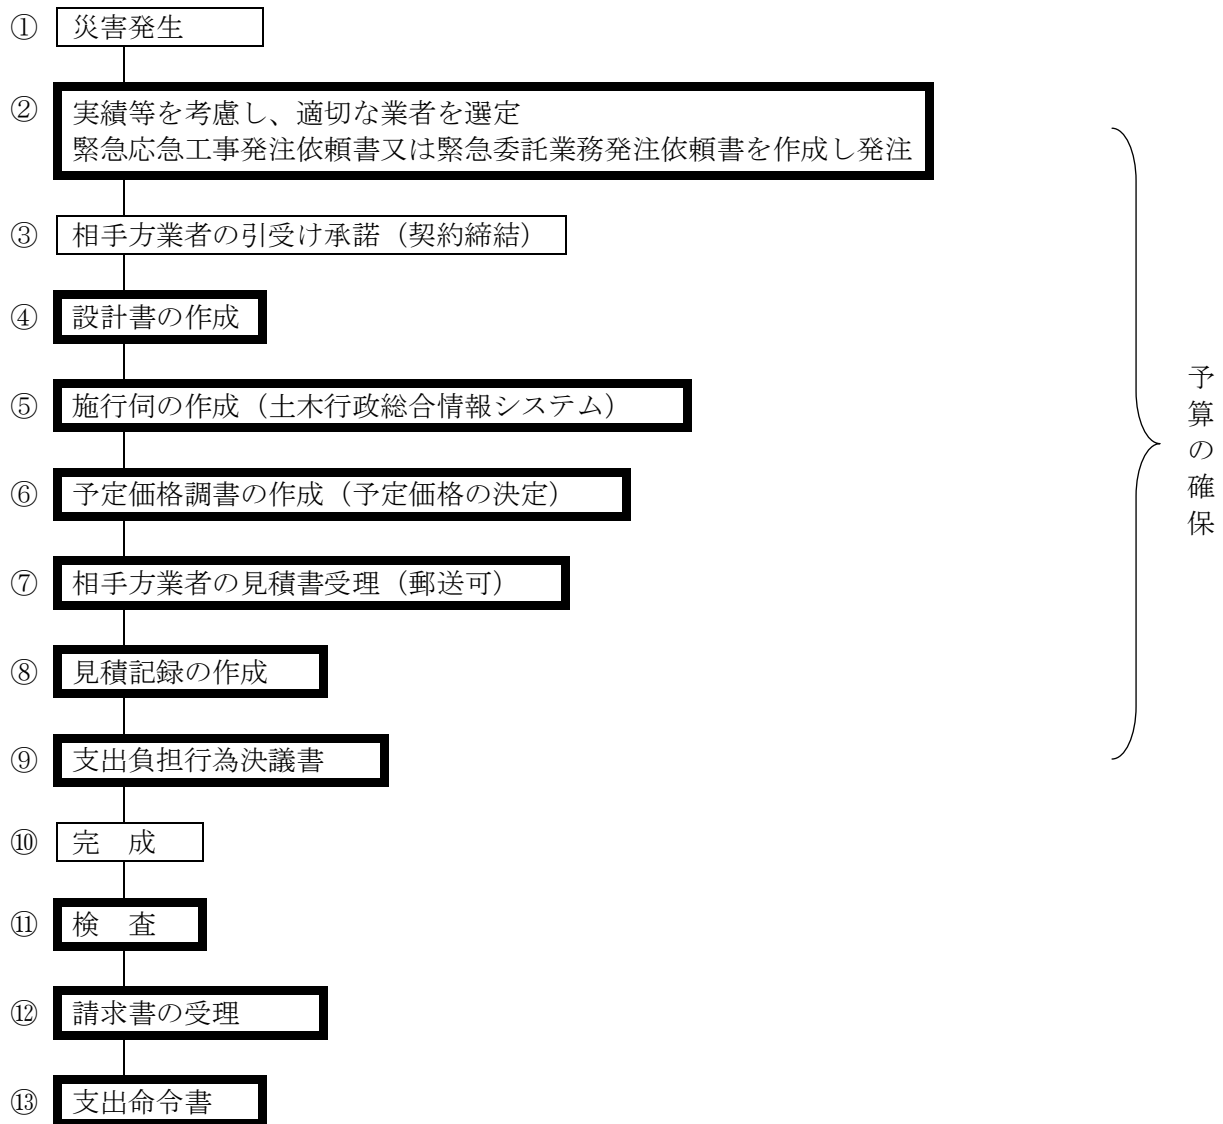 ① 災害発生
② 実績等を考慮し、適切な業者を選定
緊急応急工事発注依頼書又は緊急委託業務発注依頼書を作成し発注
③ 相手方業者の引受け承諾（契約締結）
④ 設計書の作成
⑤ 施行伺の作成（土木行政総合情報システム）
⑥ 予定価格調書の作成（予定価格の決定）
⑦ 相手方業者の見積書受理（郵送可）
⑧ 見積記録の作成
⑨ 支出負担行為決議書
⑩ 完　成
⑪ 検　査
⑫ 請求書の受理
⑬ 支出命令書
予算の確保